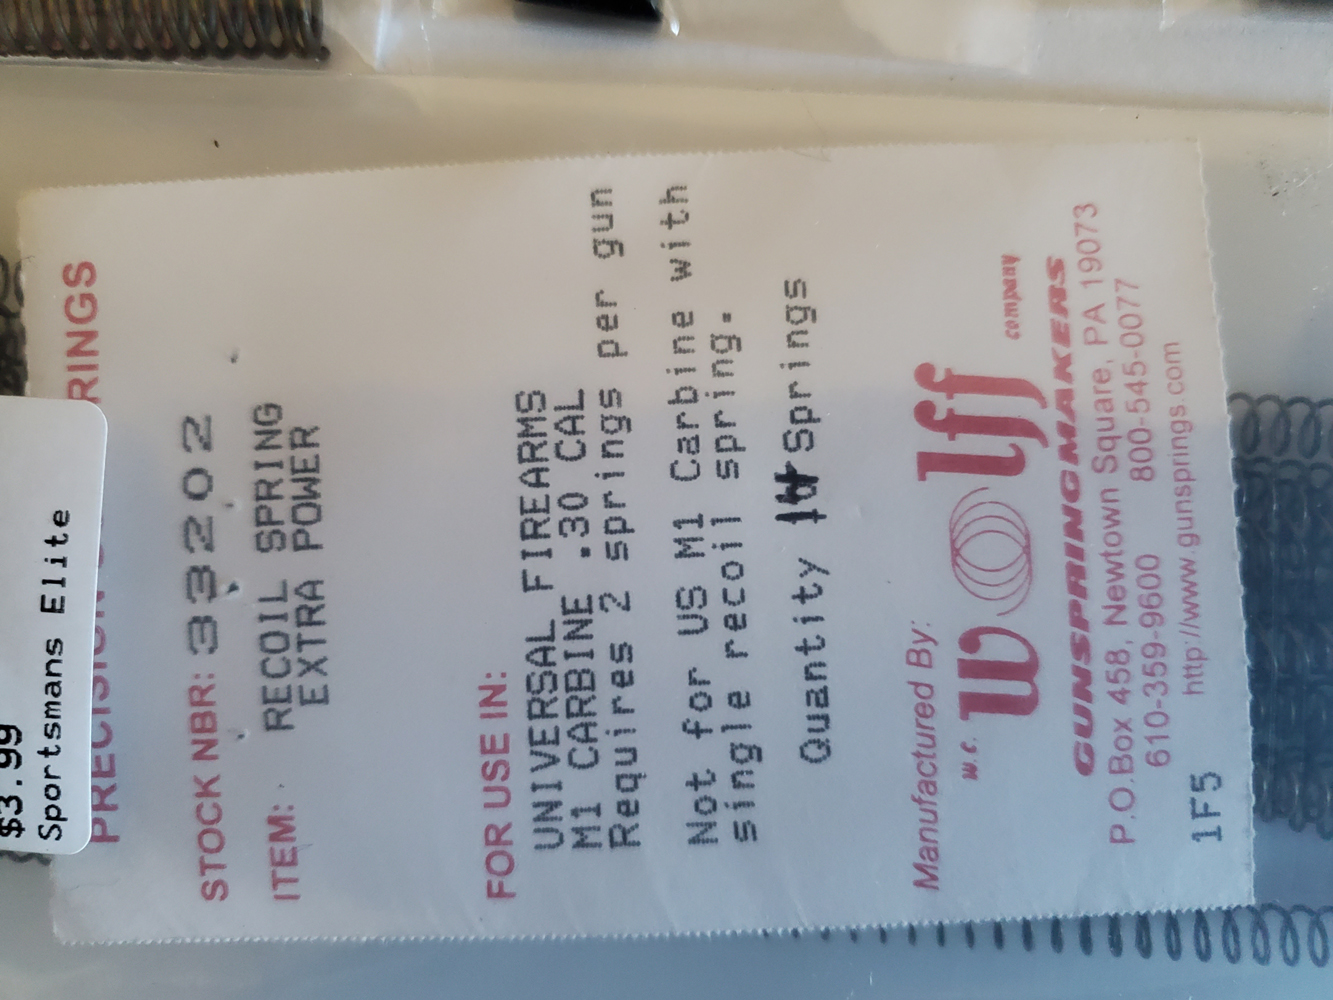 $3.99
Sportsmans Elite
PRECISION RINGS
STOCK NBR: 33202
ITEM: RECOIL SPRING
EXTRA POWER
FOR USE IN:
UNIVERSAL FIREARMS
M1 CARBINE .30 CAL
Requires 2 springs per gun
Not for US M1 Carbine with
single recoil spring.
Quantity Springs
Manufactured By:
w.c. wolff company
GUNSPRINGMAKERS
P.O.Box 458, Newtown Square, PA 19073
610-359-9600 800-545-0077
http://www.gunsprings.com
1F5